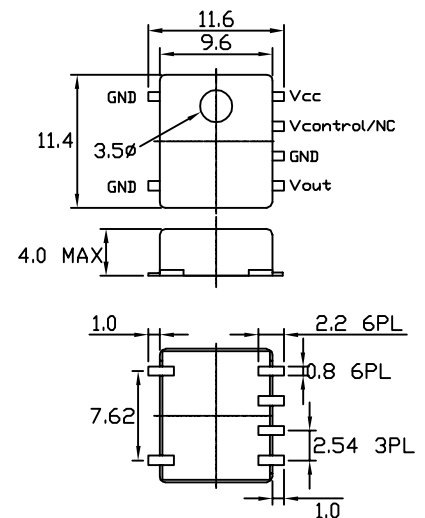 11.6
9.6
GND
Vcc
Vcontrol/NC
11.4
3.5ø
GND
GND
Vout
4.0 MAX
1.0
2.2 6PL
0.8 6PL
7.62
2.54 3PL
1.0